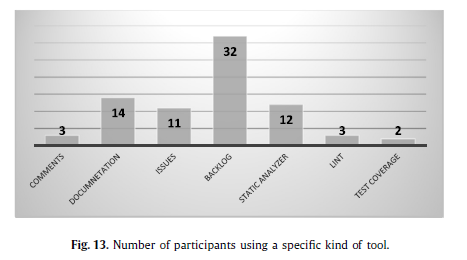 3
14
11
32
12
3
2
COMMENTS
DOCUMNETATION
ISSUES
BACKLOG
STATIC ANALYZER
LINT
TEST COVERAGE
Fig. 13. Number of participants using a specific kind of tool.